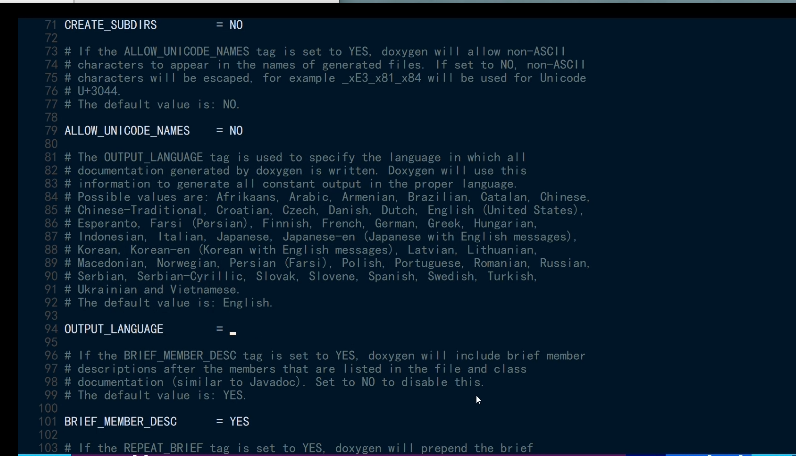 71 CREATE_SUBDIRS = NO
72
73 # If the ALLOW_UNICODE_NAMES tag is set to YES, doxygen will allow non-ASCII
74 # characters to appear in the names of generated files. If set to NO, non-ASCII
75 # characters will be escaped, for example _xE3_x81_x84 will be used for Unicode
76 # U+3044.
77 # The default value is: NO.
78
79 ALLOW_UNICODE_NAMES = NO
80
81 # The OUTPUT_LANGUAGE tag is used to specify the language in which all
82 # documentation generated by doxygen is written. Doxygen will use this
83 # information to generate all constant output in the proper language.
84 # Possible values are: Afrikaans, Arabic, Armenian, Brazilian, Catalan, Chinese,
85 # Chinese-Traditional, Croatian, Czech, Danish, Dutch, English (United States),
86 # Esperanto, Farsi (Persian), Finnish, French, German, Greek, Hungarian,
87 # Indonesian, Italian, Japanese, Japanese-en (Japanese with English messages),
88 # Korean, Korean-en (Korean with English messages), Latvian, Lithuanian,
89 # Macedonian, Norwegian, Persian (Farsi), Polish, Portuguese, Romanian, Russian,
90 # Serbian, Serbian-Cyrillic, Slovak, Slovene, Spanish, Swedish, Turkish,
91 # Ukrainian and Vietnamese.
92 # The default value is: English.
93
94 OUTPUT_LANGUAGE =
95
96 # If the BRIEF_MEMBER_DESC tag is set to YES, doxygen will include brief member
97 # descriptions after the members that are listed in the file and class
98 # documentation (similar to Javadoc). Set to NO to disable this.
99 # The default value is: YES.
100
101 BRIEF_MEMBER_DESC = YES
102
103 # If the REPEAT_BRIEF tag is set to YES, doxygen will prepend the brief